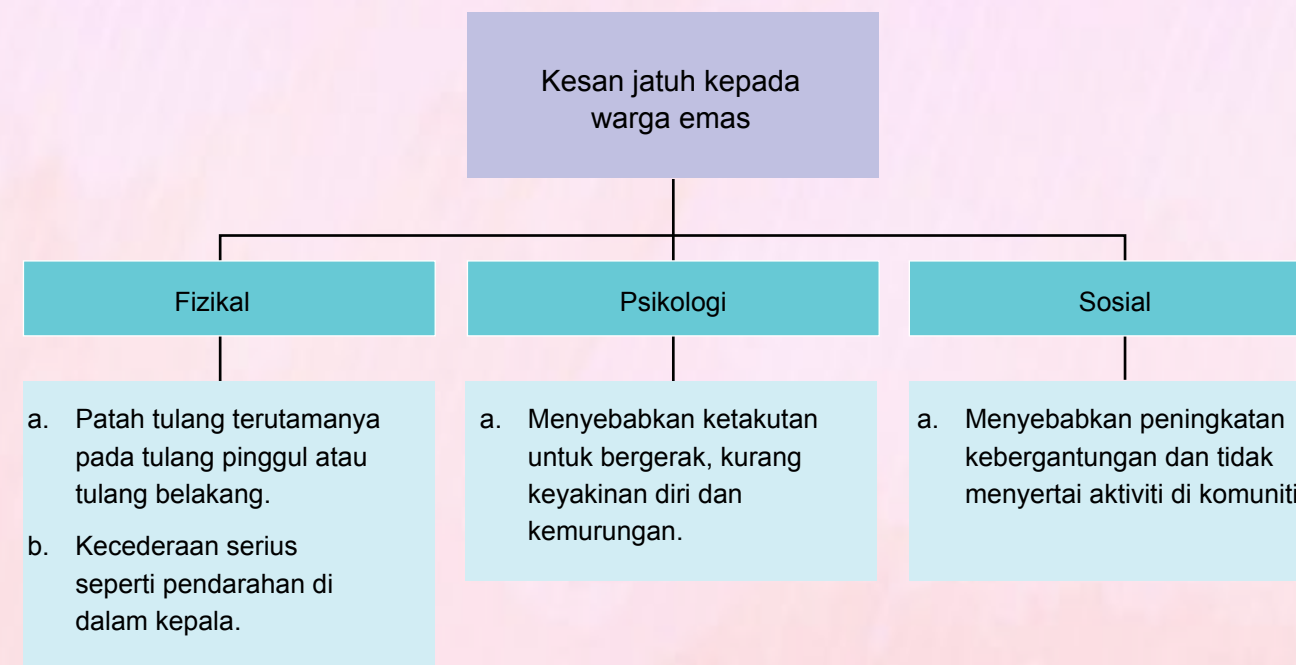 Kesan jatuh kepada
warga emas
Fizikal
Psikologi
Sosial
a. Patah tulang terutamanya
pada tulang pinggul atau
tulang belakang.
b. Kecederaan serius
seperti pendarahan di
dalam kepala.
a. Menyebabkan ketakutan
untuk bergerak, kurang
keyakinan diri dan
kemurungan.
a. Menyebabkan peningkatan
kebergantungan dan tidak
menyertai aktiviti di komuniti